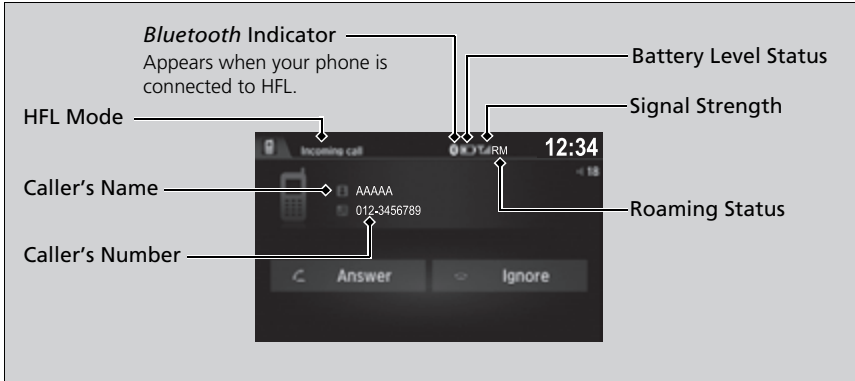 Bluetooth Indicator
Appears when your phone is
connected to HFL.
Battery Level Status
Signal Strength
HFL Mode
Incoming call
RM
12:34
18
Caller's Name
AAAAA
012-3456789
Roaming Status
Caller's Number
Answer
Ignore